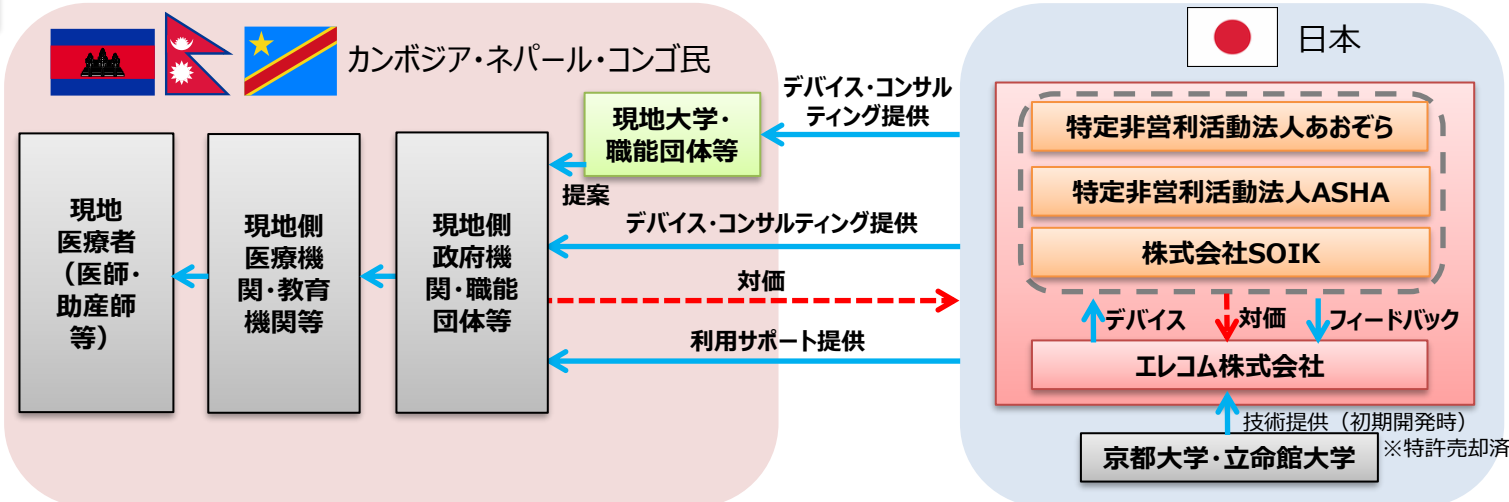 カンボジア・ネパール・コンゴ民
日本
現地大学・
職能団体等
デバイス・コンサル
ティング提供
提案
デバイス・コンサルティング提供
対価
利用サポート提供
現地
医療者
（医師・
助産師
等）
現地側
医療機
関・教育
機関等
現地側
政府機
関・職能
団体等
特定非営利活動法人あおぞら
特定非営利活動法人ASHA
株式会社SOIK
デバイス
対価
フィードバック
エレコム株式会社
技術提供（初期開発時）
※特許売却済
京都大学・立命館大学